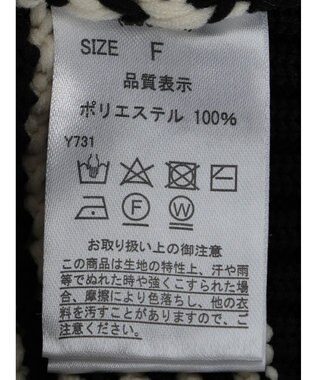 SIZE F
品質表示
ポリエステル 100%
Y731
F W
お取り扱い上の御注意
この商品は生地の特性上、汗や雨
等でぬれた時や強くこすられた場
合、摩擦により色落ちし、他の衣
料を汚すことがありますので、ご
注意ください。